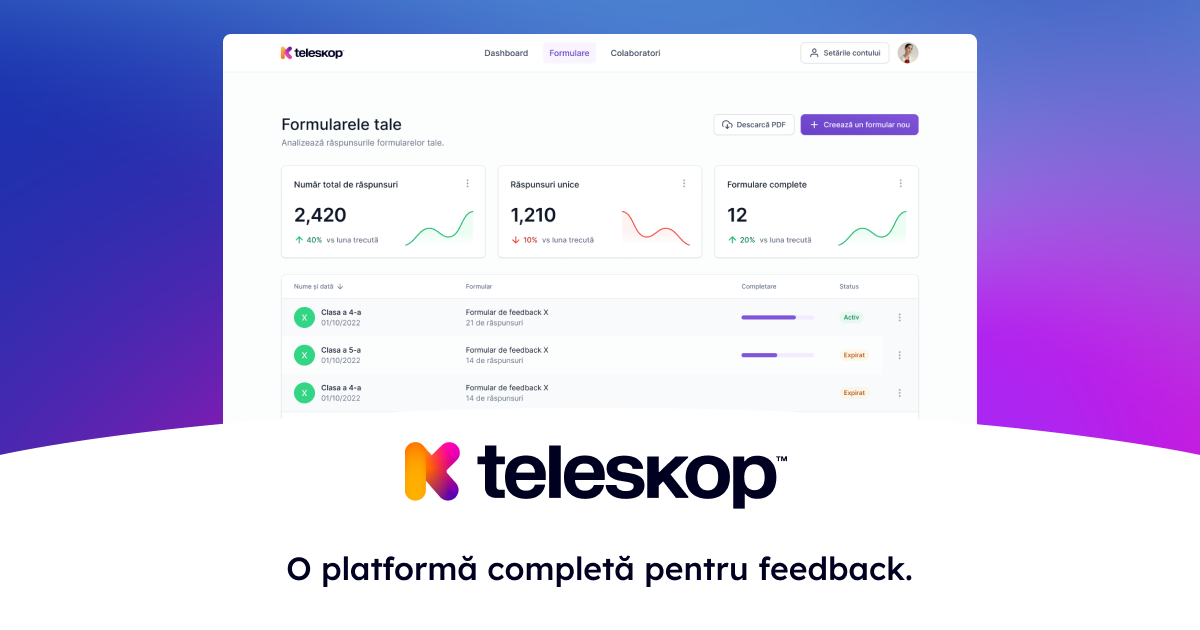 teleskop
Dashboard
Formulare
Colaboratori
Setările contului
Formularele tale
Analizează răspunsurile formularelor tale.
Descarcă PDF
Creează un formular nou
Număr total de răspunsuri
2,420
40% vs luna trecută
Răspunsuri unice
1,210
10% vs luna trecută
Formulare complete
12
20% vs luna trecută
Nume și dată
Formular
Completare
Status
X
Clasa a 4-a
01/10/2022
Formular de feedback X
21 de răspunsuri
Activ
X
Clasa a 5-a
01/10/2022
Formular de feedback X
14 de răspunsuri
Expirat
X
Clasa a 4-a
01/10/2022
Formular de feedback X
14 de răspunsuri
Expirat
teleskop™
O platformă completă pentru feedback.